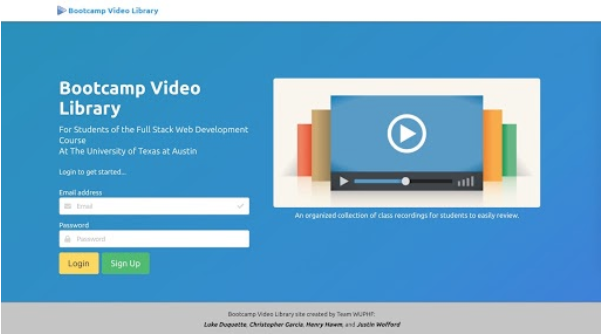 Bootcamp Video Library
Bootcamp Video
Library
For Students of the Full Stack Web Development
Course
At The University of Texas at Austin
Login to get started...
Email address
Email
Password
Password
Login Sign Up
An organized collection of class recordings for students to easily review.
Bootcamp Video Library site created by Team WUPHF:
Luke Duquette, Christopher Garcia, Henry Hawm, and Justin Wofford